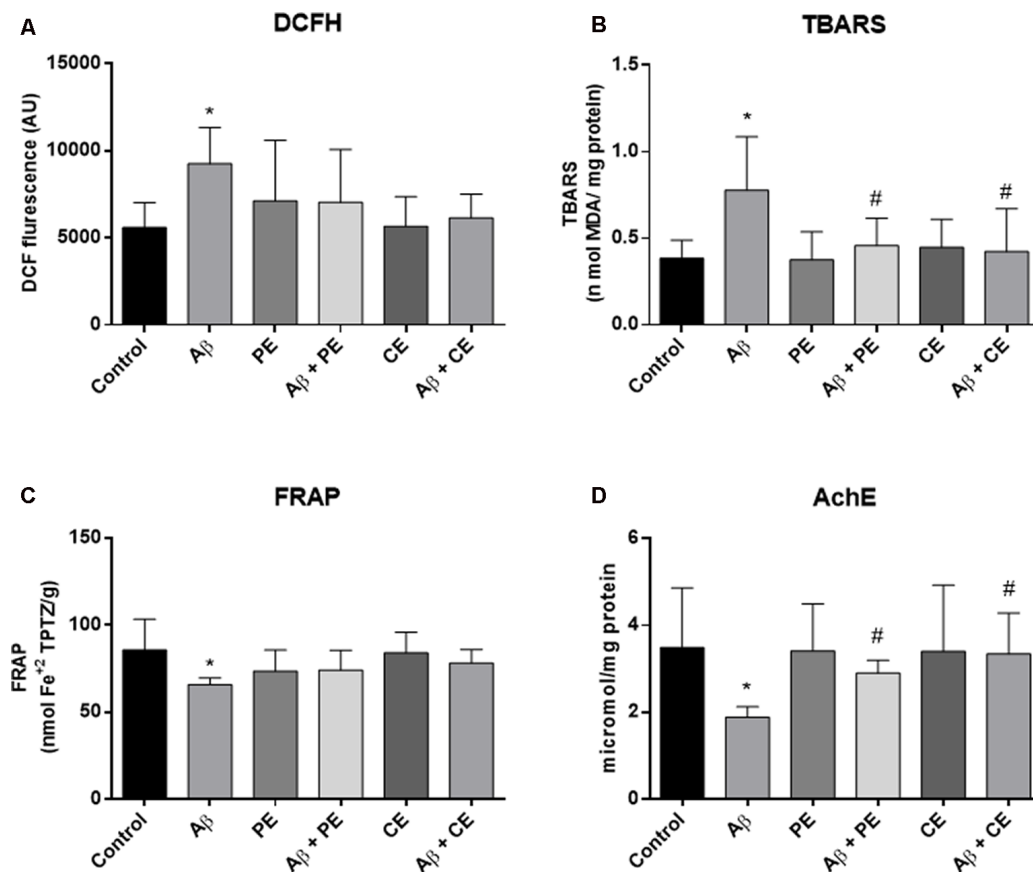 A
DCFH
DCF flurescence (AU)
15000
10000
5000
0
*
Control
Aβ
PE
Aβ + PE
CE
Aβ + CE
B
TBARS
TBARS
(n mol MDA/ mg protein)
1.5
1.0
0.5
0.0
*
#
#
Control
Aβ
PE
Aβ + PE
CE
Aβ + CE
C
FRAP
FRAP
(nmol Fe⁺² TPTZ/g)
150
100
50
0
*
Control
Aβ
PE
Aβ + PE
CE
Aβ + CE
D
AchE
micromol/mg protein
6
4
2
0
*
#
#
Control
Aβ
PE
Aβ + PE
CE
Aβ + CE